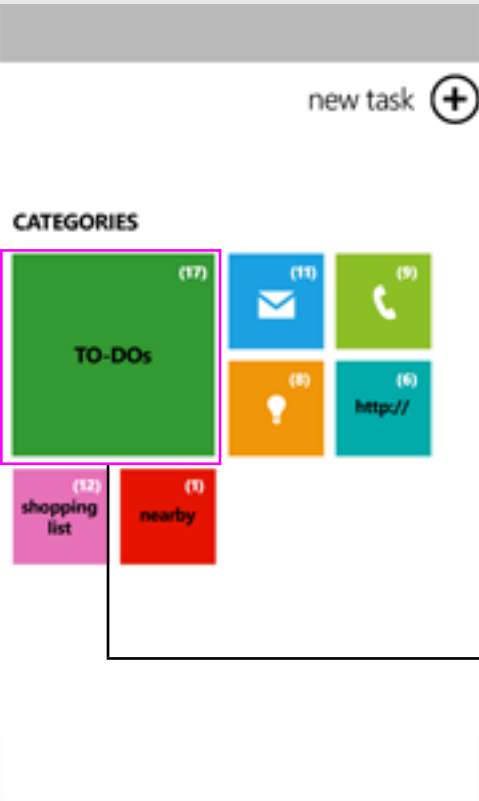 new task
CATEGORIES
(17)
TO-DOs
(11)
(9)
(8)
(6)
http://
(12)
shopping
list
(1)
nearby